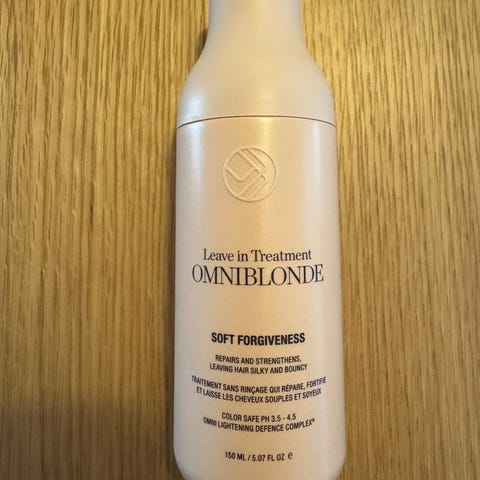 Leave in Treatment
OMNIBLONDE
SOFT FORGIVENESS
REPAIRS AND STRENGTHENS,
LEAVING HAIR SILKY AND BOUNCY
TRAITEMENT SANS RINÇAGE QUI RÉPARE, FORTIFIE
ET LAISSE LES CHEVEUX SOUPLES ET SOYEUX
COLOR SAFE PH 3.5 - 4.5
OMNI LIGHTENING DEFENCE COMPLEX®
150 ML / 5.07 FL OZ ℮